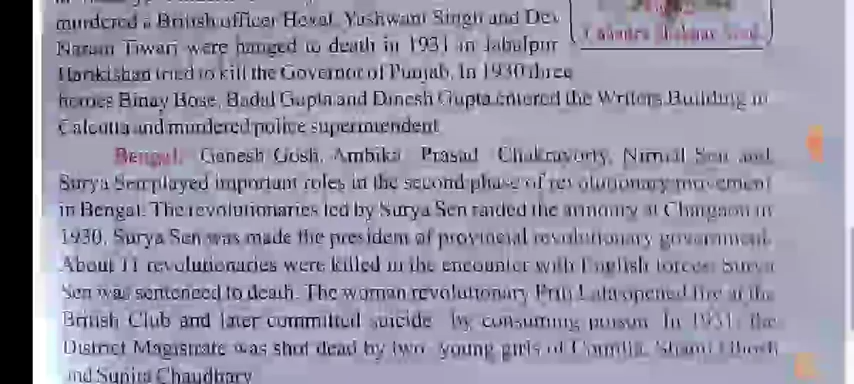 murdered a British officer Hexal. Yashwant Singh and Dev
Narain Tiwari were hanged to death in 1931 in Jabalpur
Harikishan tried to kill the Governor of Punjab. In 1930 three
heroes Binay Bose, Badal Gupta and Dinesh Gupta entered the Writers Building in
Calcutta and murdered police superintendent
Bengal: Ganesh Gosh, Ambika Prasad Chakravorty, Nirmal Sen and
Surya Sen played important roles in the second phase of revolutionary movement
in Bengal. The revolutionaries led by Surya Sen raided the armoury at in
1930. Surya Sen was made the president of provincial revolutionary government.
About 11 revolutionaries were killed in the encounter with English forces. Surya
Sen was sentenced to death. The woman revolutionary Priti Lata opened fire at the
British Club and later committed suicide by consuming poison In 1931, the
District Magistrate was shot dead by two young girls of Comilla,
and Sunita Chaudhary